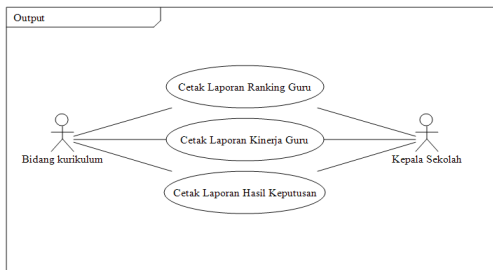 Output
Cetak Laporan Ranking Guru
Cetak Laporan Kinerja Guru
Bidang kurikulum
Kepala Sekolah
Cetak Laporan Hasil Keputusan